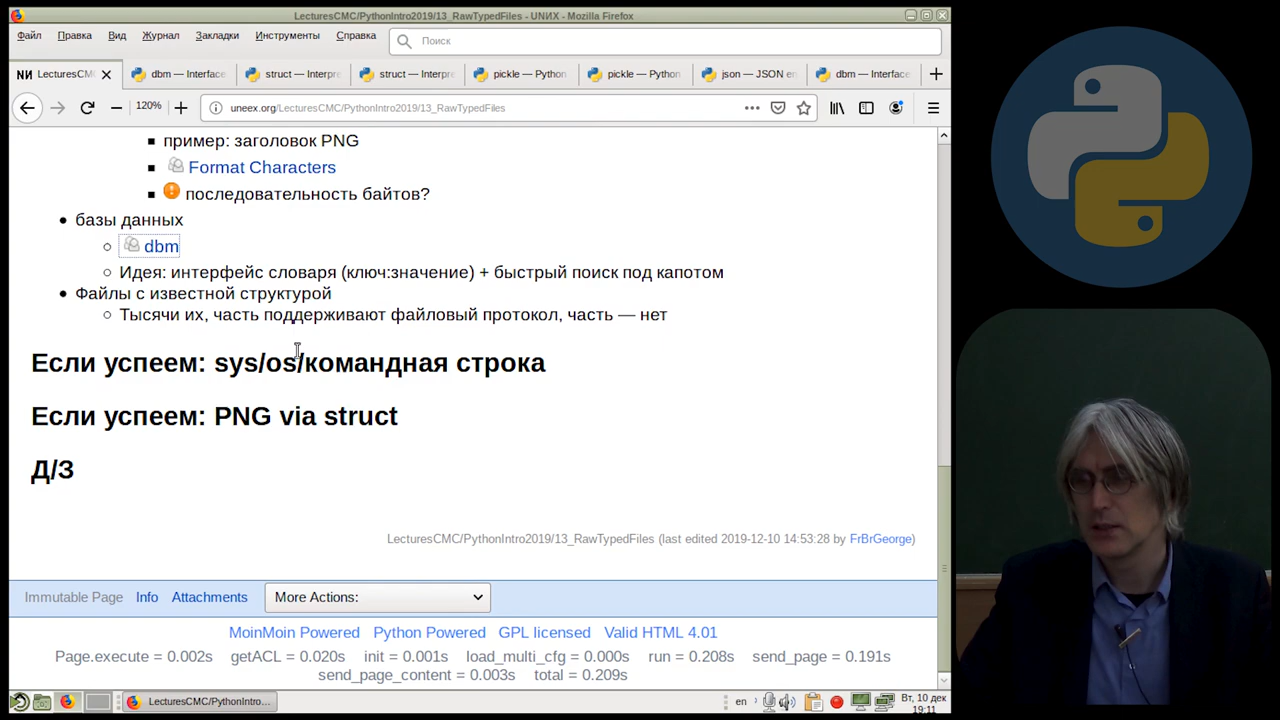 LecturesCMC/PythonIntro2019/13_RawTypedFiles - UNИX - Mozilla Firefox
Файл Правка Вид Журнал Закладки Инструменты Справка Поиск
LecturesCMC dbm — Interface struct — Interpre struct — Interpre pickle — Python pickle — Python json — JSON en dbm — Interface
120% uneex.org/LecturesCMC/PythonIntro2019/13_RawTypedFiles
пример: заголовок PNG
Format Characters
последовательность байтов?
базы данных
dbm
Идея: интерфейс словаря (ключ:значение) + быстрый поиск под капотом
Файлы с известной структурой
Тысячи их, часть поддерживают файловый протокол, часть — нет
Если успеем: sys/os/командная строка
Если успеем: PNG via struct
Д/З
LecturesCMC/PythonIntro2019/13_RawTypedFiles (last edited 2019-12-10 14:53:28 by FrBrGeorge)
Immutable Page Info Attachments More Actions:
MoinMoin Powered Python Powered GPL licensed Valid HTML 4.01
Page.execute = 0.002s getACL = 0.020s init = 0.001s load_multi_cfg = 0.000s run = 0.208s send_page = 0.191s
send_page_content = 0.003s total = 0.209s
LecturesCMC/PythonIntro... en Вт, 10 дек
19:11